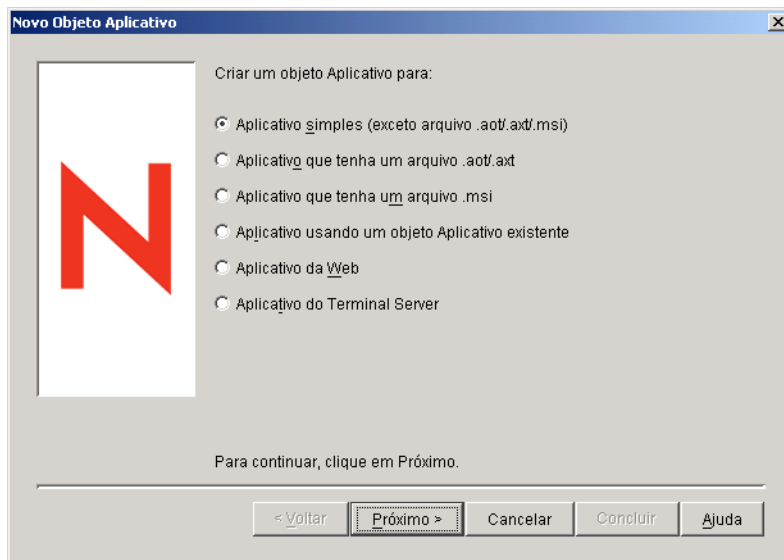 Novo Objeto Aplicativo
Criar um objeto Aplicativo para:
Aplicativo simples (exceto arquivo .aot/.axt/.msi)
Aplicativo que tenha um arquivo .aot/.axt
Aplicativo que tenha um arquivo .msi
Aplicativo usando um objeto Aplicativo existente
Aplicativo da Web
Aplicativo do Terminal Server
Para continuar, clique em Próximo.
< Voltar Próximo > Cancelar Concluir Ajuda